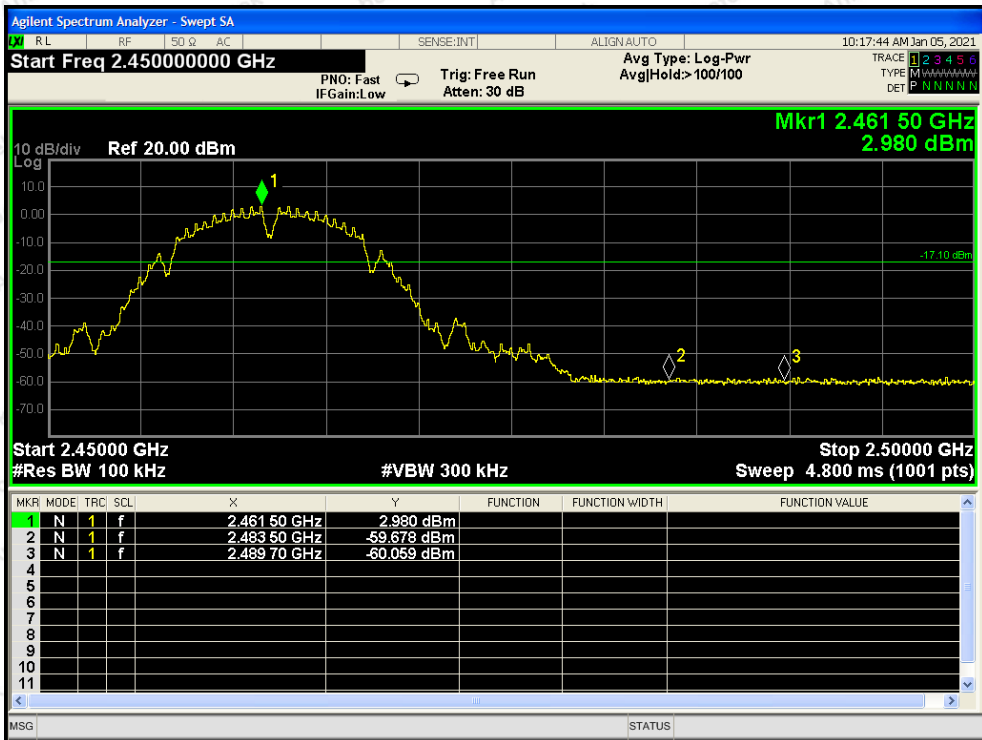 Agilent Spectrum Analyzer - Swept SA
LXI RL RF 50 Ω AC SENSE:INT ALIGN AUTO 10:17:44 AM Jan 05, 2021
Start Freq 2.450000000 GHz
PNO: Fast
IFGain:Low
Trig: Free Run
Atten: 30 dB
Avg Type: Log-Pwr
Avg|Hold:>100/100
TRACE 1 2 3 4 5 6
TYPE M
DET P N N N N N
Mkr1 2.461 50 GHz
2.980 dBm
10 dB/div Ref 20.00 dBm
Log
10.0
0.00
-10.0
-20.0
-30.0
-40.0
-50.0
-60.0
-70.0
1
-17.10 dBm
2
3
Start 2.45000 GHz Stop 2.50000 GHz
#Res BW 100 kHz #VBW 300 kHz Sweep 4.800 ms (1001 pts)
MKR MODE TRC SCL X Y FUNCTION FUNCTION WIDTH FUNCTION VALUE
1 N 1 f 2.461 50 GHz 2.980 dBm
2 N 1 f 2.483 50 GHz -59.678 dBm
3 N 1 f 2.489 70 GHz -60.059 dBm
4
5
6
7
8
9
10
11
MSG STATUS